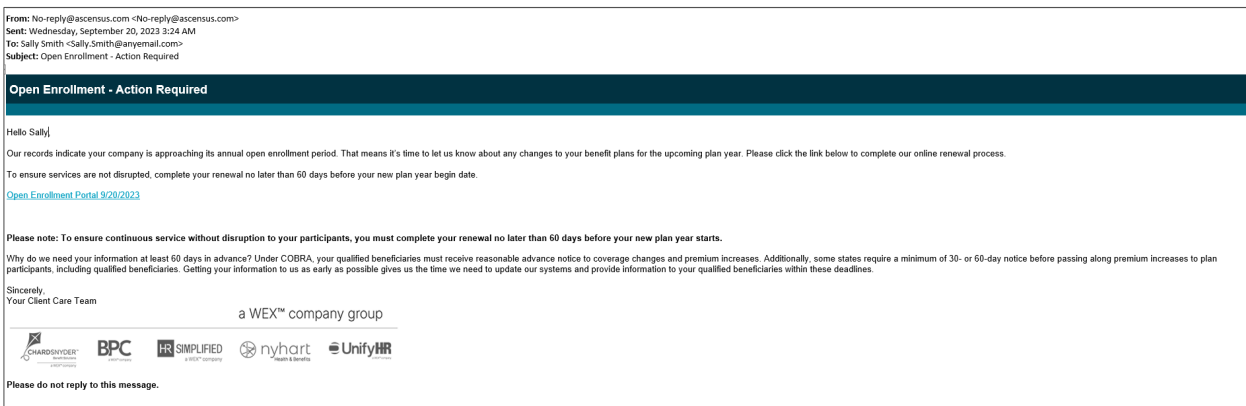 From: No-reply@ascensus.com <No-reply@ascensus.com>
Sent: Wednesday, September 20, 2023 3:24 AM
To: Sally Smith <Sally.Smith@anyemail.com>
Subject: Open Enrollment - Action Required
Open Enrollment - Action Required
Hello Sally,
Our records indicate your company is approaching its annual open enrollment period. That means it's time to let us know about any changes to your benefit plans for the upcoming plan year. Please click the link below to complete our online renewal process.
To ensure services are not disrupted, complete your renewal no later than 60 days before your new plan year begin date.
Open Enrollment Portal 9/20/2023
Please note: To ensure continuous service without disruption to your participants, you must complete your renewal no later than 60 days before your new plan year starts.
Why do we need your information at least 60 days in advance? Under COBRA, your qualified beneficiaries must receive reasonable advance notice to coverage changes and premium increases. Additionally, some states require a minimum of 30- or 60-day notice before passing along premium increases to plan
participants, including qualified beneficiaries. Getting your information to us as early as possible gives us the time we need to update our systems and provide information to your qualified beneficiaries within these deadlines.
Sincerely,
Your Client Care Team
a WEX™ company group
CHARDSNYDER BPC HR SIMPLIFIED nyhart UnifyHR
a WEX™ company Health & Benefits
Please do not reply to this message.